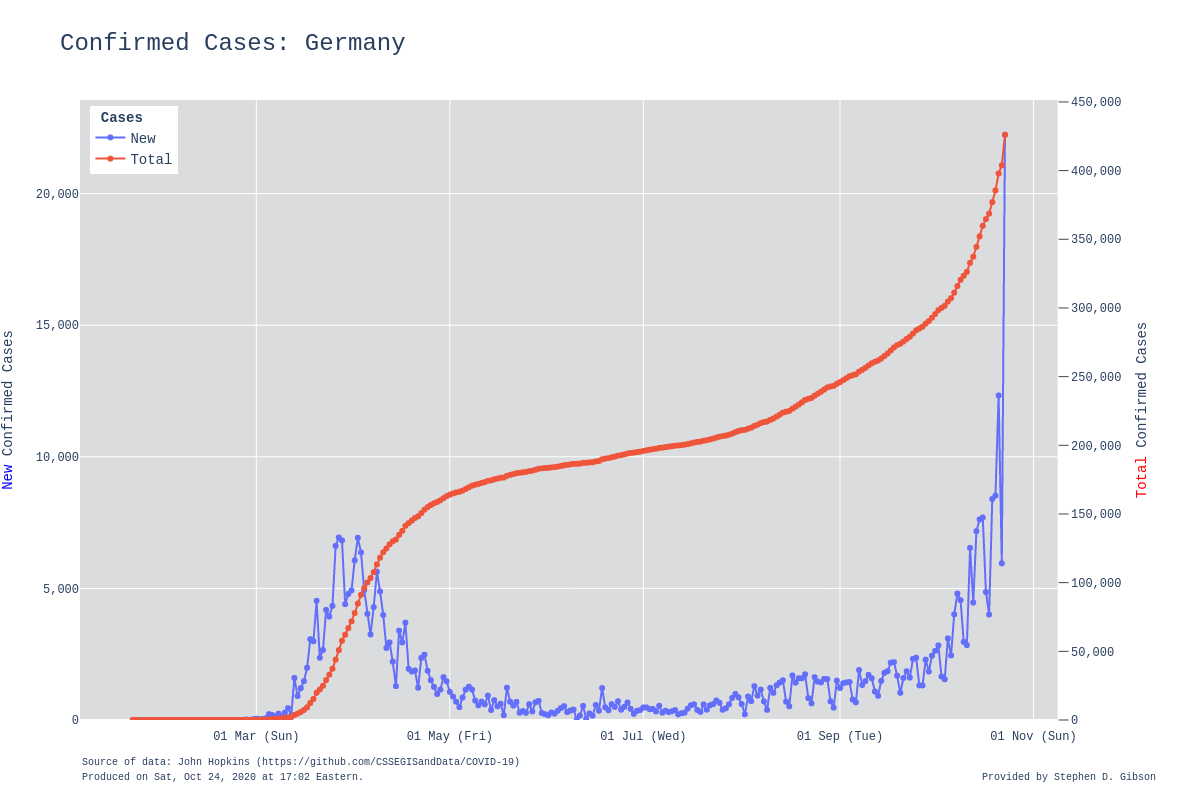 Confirmed Cases: Germany
Cases
New
Total
450,000
400,000
350,000
300,000
250,000
200,000
150,000
100,000
50,000
0
20,000
15,000
10,000
5,000
0
New Confirmed Cases
Total Confirmed Cases
01 Mar (Sun)
01 May (Fri)
01 Jul (Wed)
01 Sep (Tue)
01 Nov (Sun)
Source of data: John Hopkins (https://github.com/CSSEGISandData/COVID-19)
Produced on Sat, Oct 24, 2020 at 17:02 Eastern.
Provided by Stephen D. Gibson